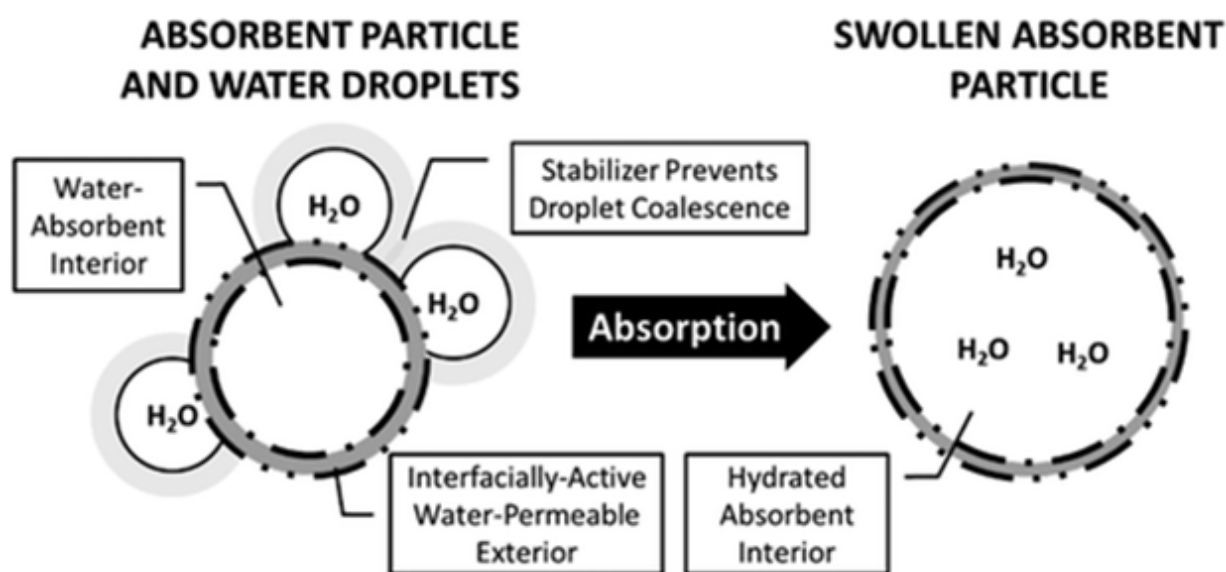 ABSORBENT PARTICLE
AND WATER DROPLETS
SWOLLEN ABSORBENT
PARTICLE
Water-
Absorbent
Interior
H₂O
Stabilizer Prevents
Droplet Coalescence
H₂O
H₂O
Absorption
H₂O
H₂O
H₂O
Interfacially-Active
Water-Permeable
Exterior
Hydrated
Absorbent
Interior